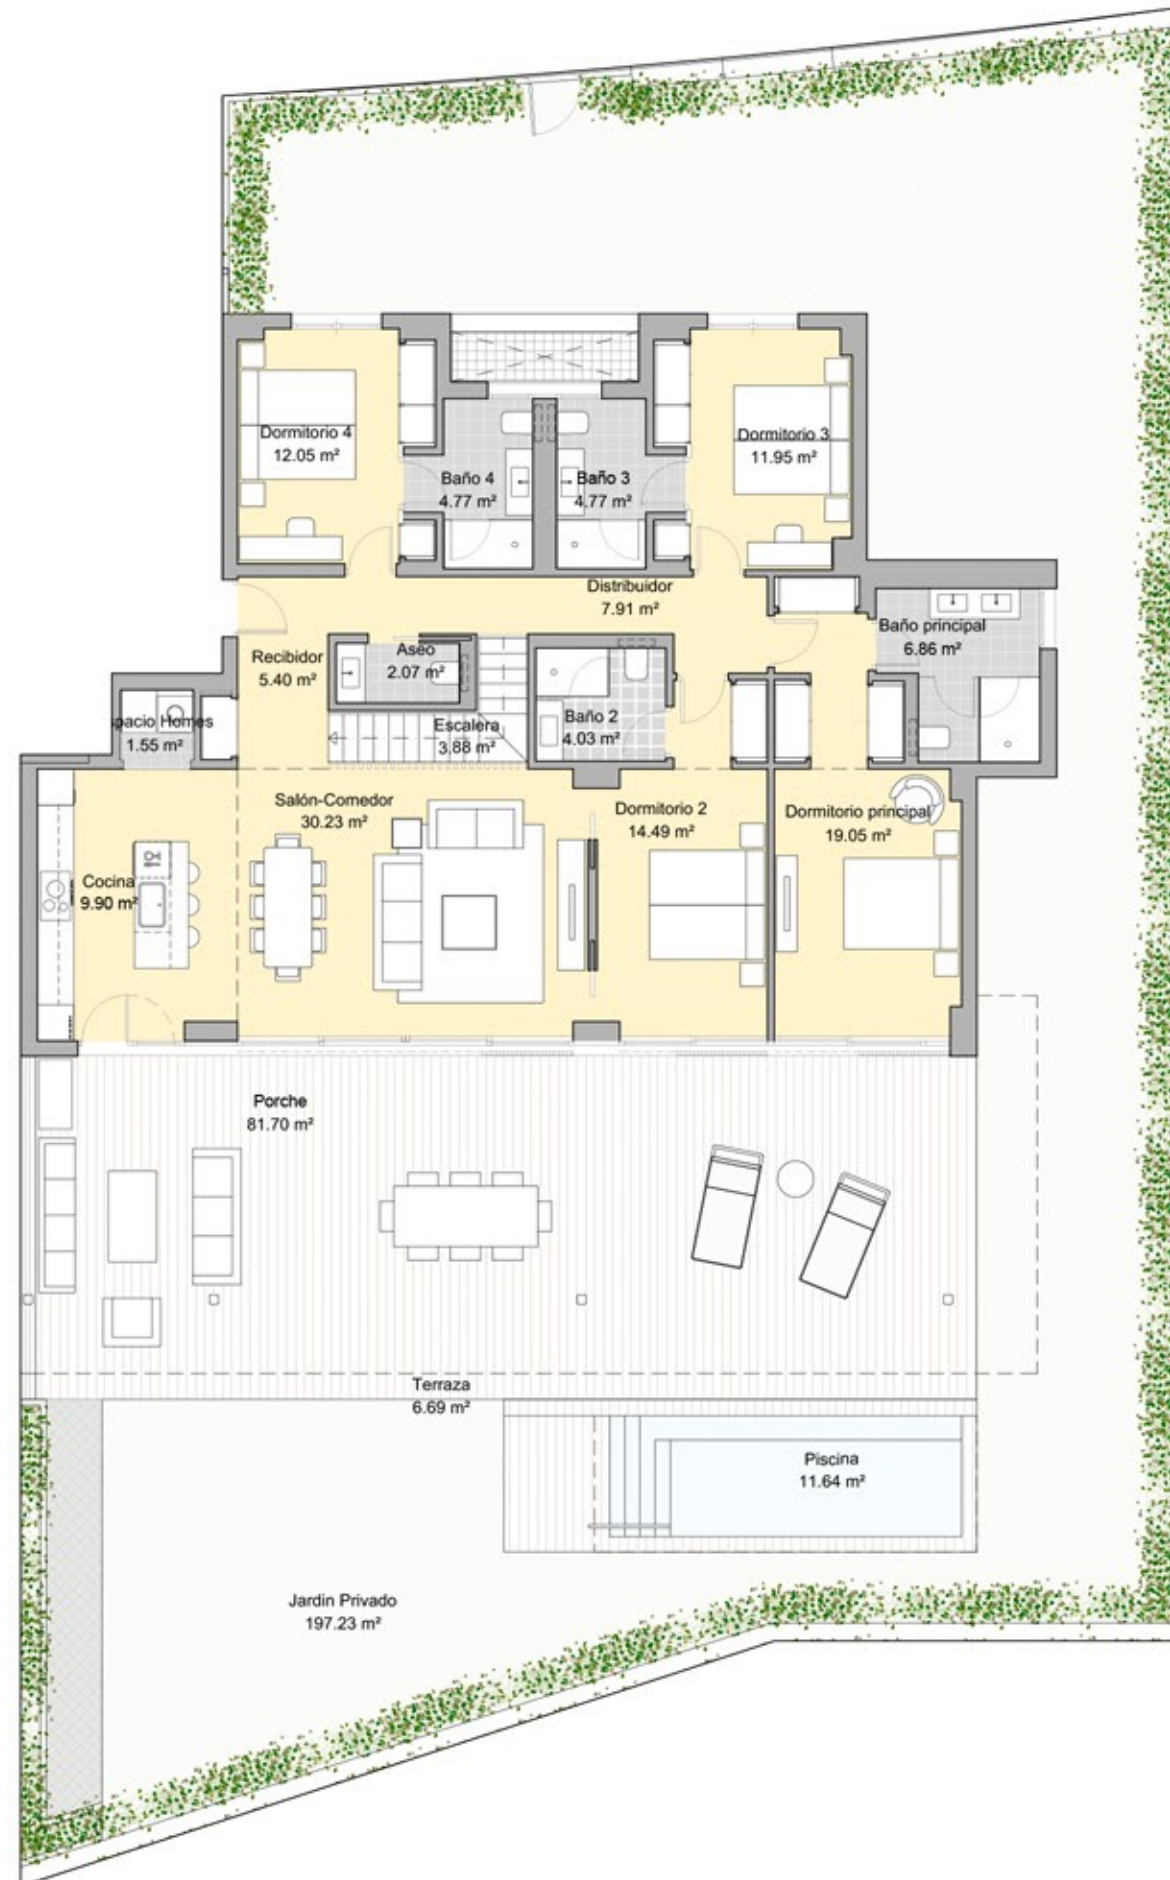 Dormitorio 4
12.05 m²
Dormitorio 3
11.95 m²
Baño 4
4.77 m²
Baño 3
4.77 m²
Distribuidor
7.91 m²
Baño principal
6.86 m²
Aseo
2.07 m²
Recibidor
5.40 m²
pacio Homes
1.55 m²
Escalera
3.88 m²
Baño 2
4.03 m²
Salón-Comedor
30.23 m²
Dormitorio 2
14.49 m²
Dormitorio principal
19.05 m²
Cocina
9.90 m²
Porche
81.70 m²
Terraza
6.69 m²
Piscina
11.64 m²
Jardin Privado
197.23 m²